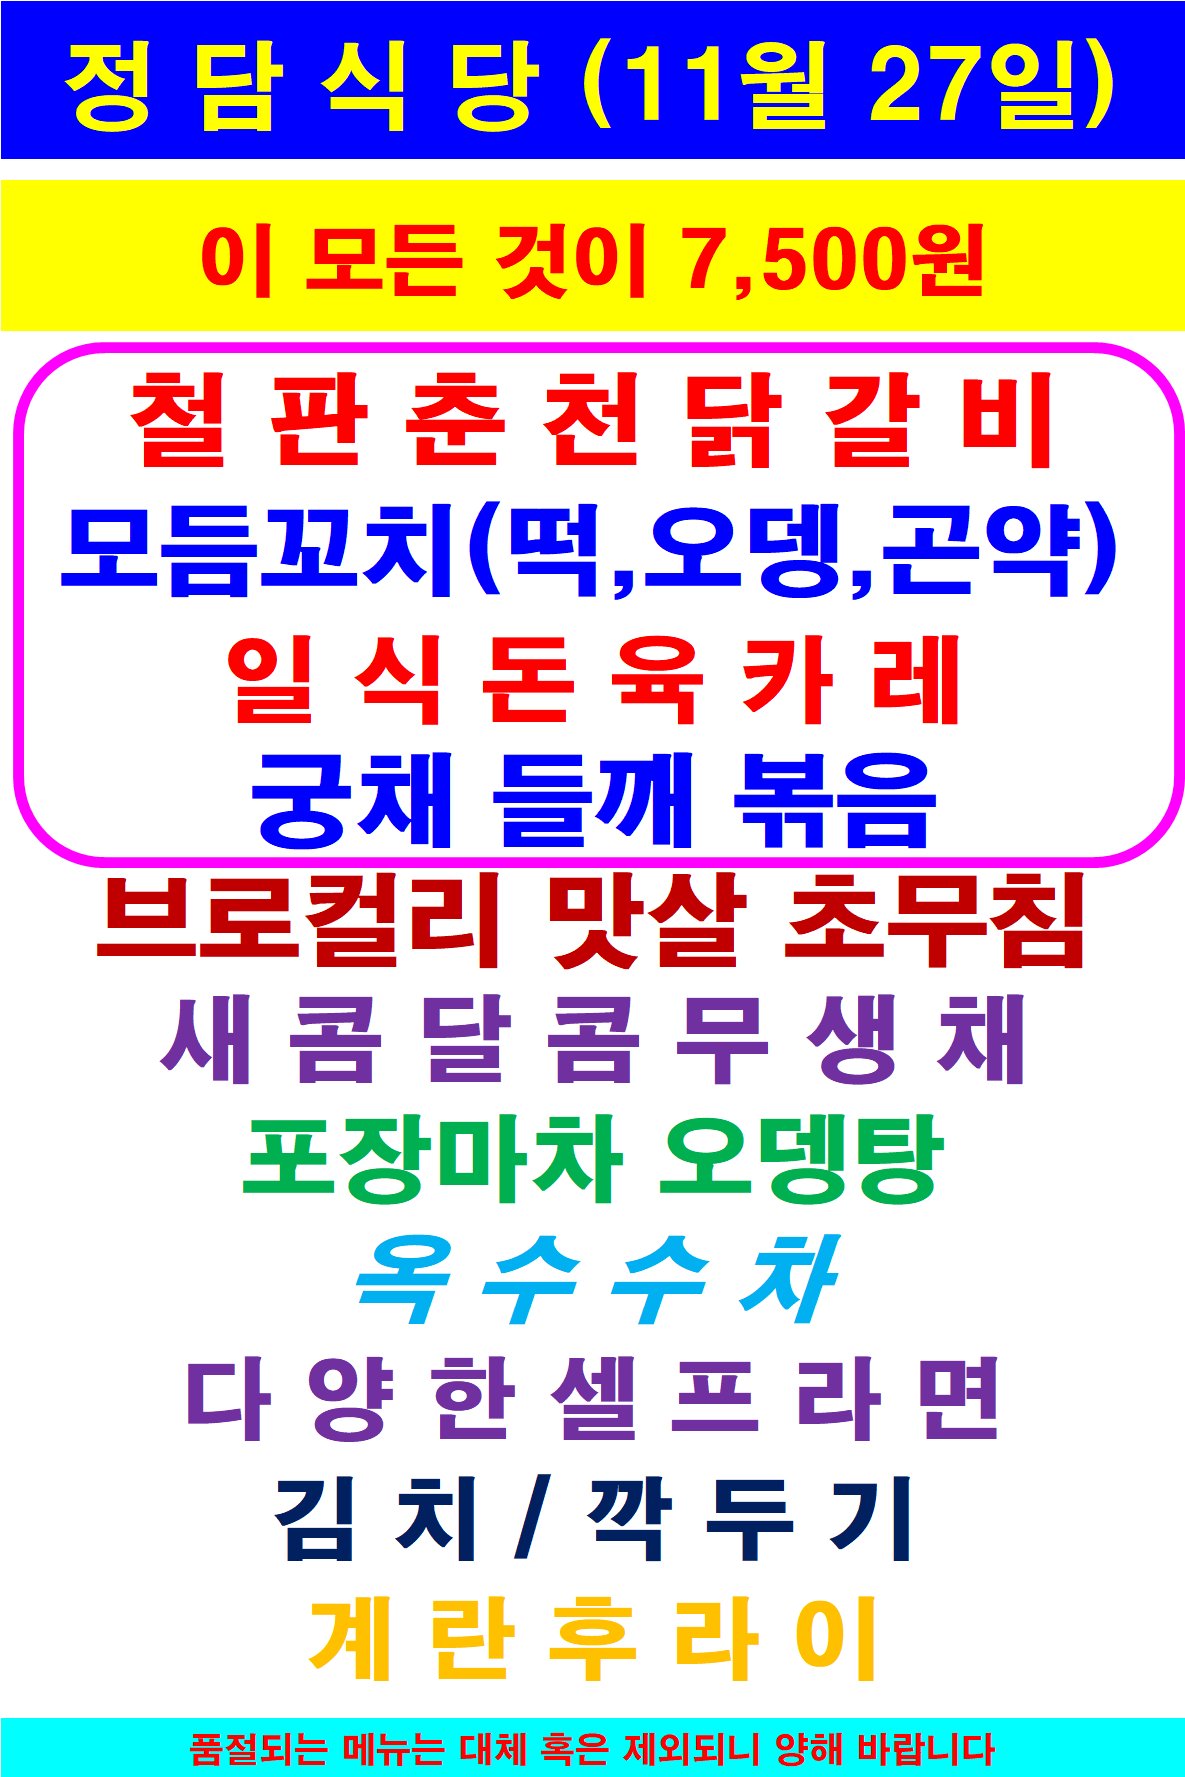 정 담 식 당 (11월 27일)
이 모든 것이 7,500원
철 판 춘 천 닭 갈 비
모듬꼬치(떡,오뎅,곤약)
일 식 돈 육 카 레
궁채 들깨 볶음
브로컬리 맛살 초무침
새 콤 달 콤 무 생 채
포장마차 오뎅탕
옥 수 수 차
다 양 한 셀 프 라 면
김 치 / 깍 두 기
계 란 후 라 이
품절되는 메뉴는 대체 혹은 제외되니 양해 바랍니다